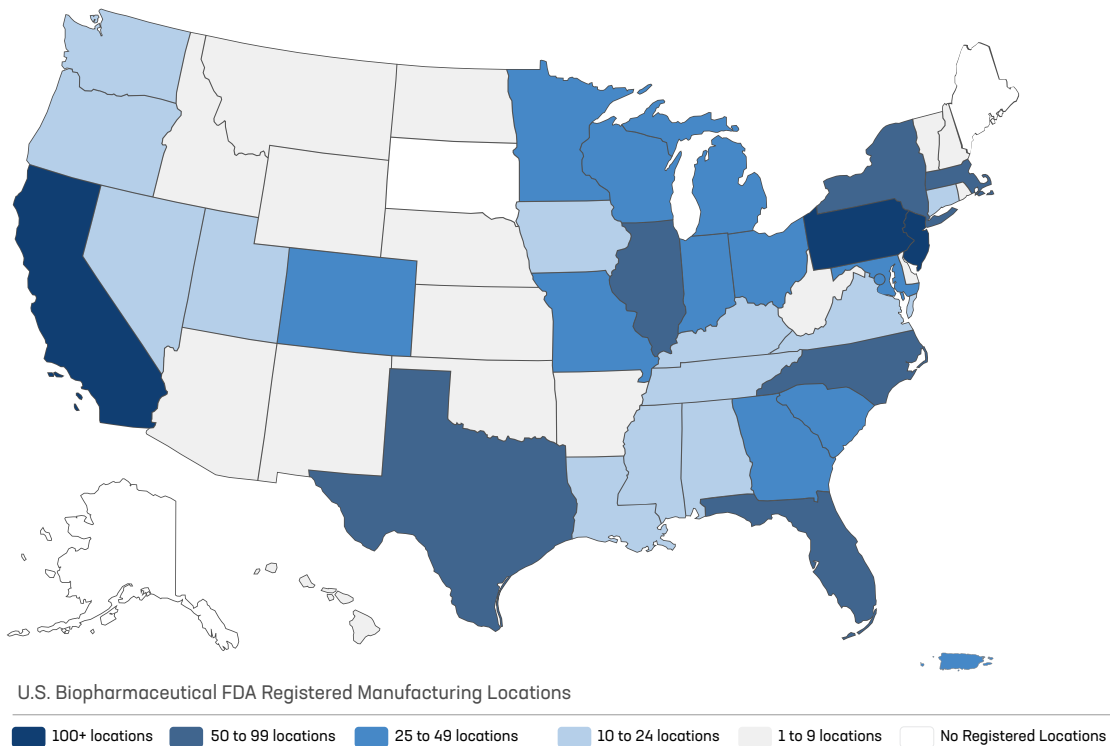 U.S. Biopharmaceutical FDA Registered Manufacturing Locations
100+ locations 50 to 99 locations 25 to 49 locations 10 to 24 locations 1 to 9 locations No Registered Locations